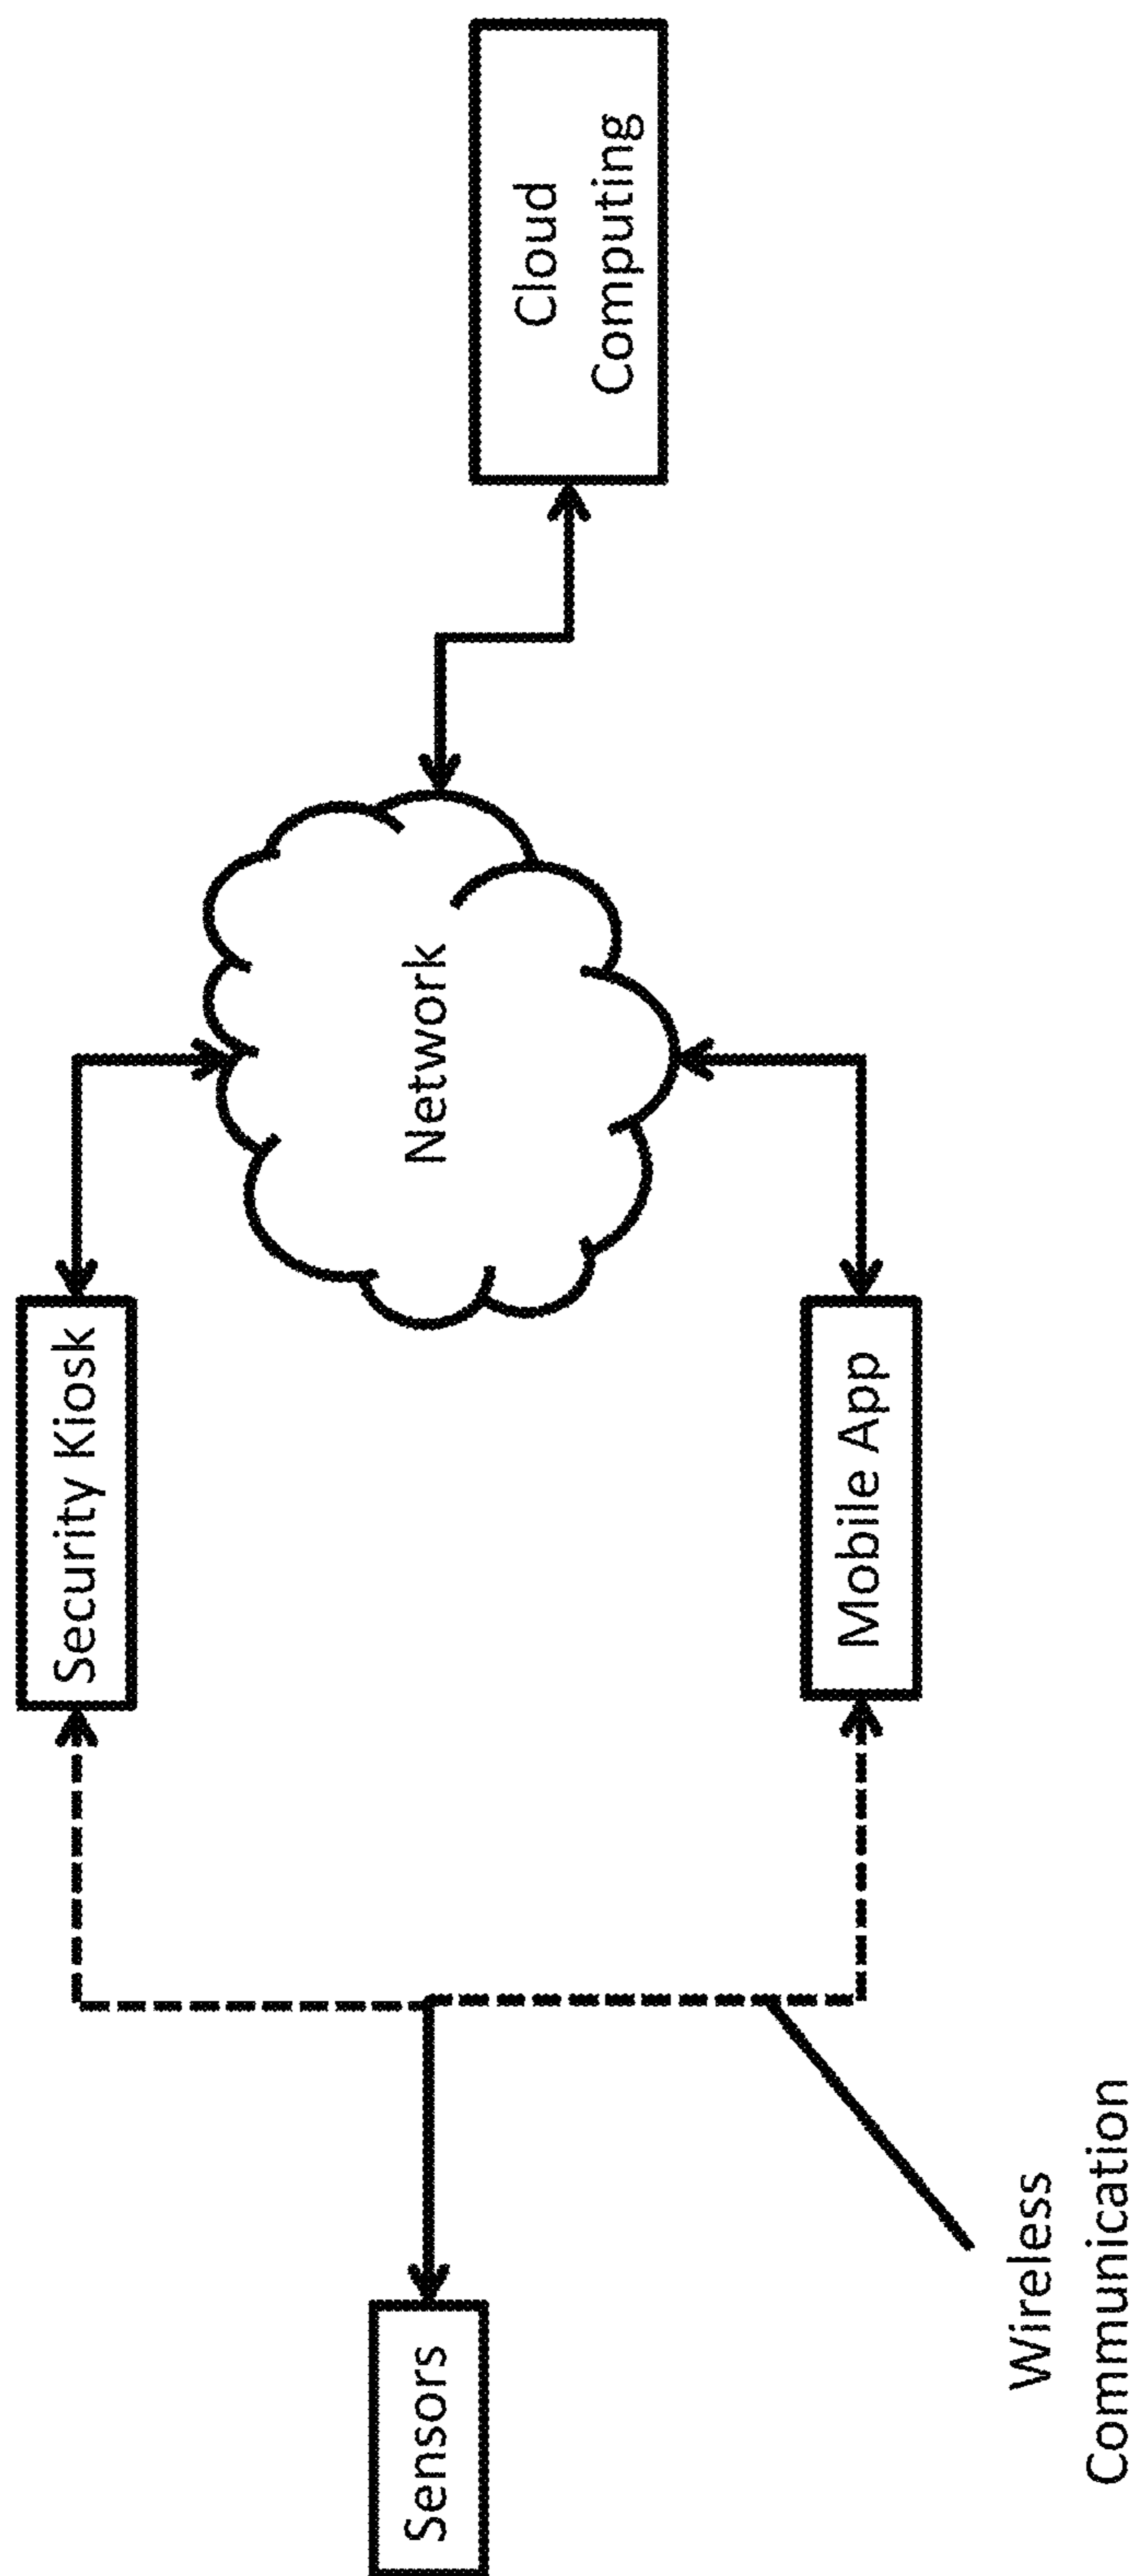 Security Kiosk
Sensors
Network
Cloud
Computing
Mobile App
Wireless
Communication